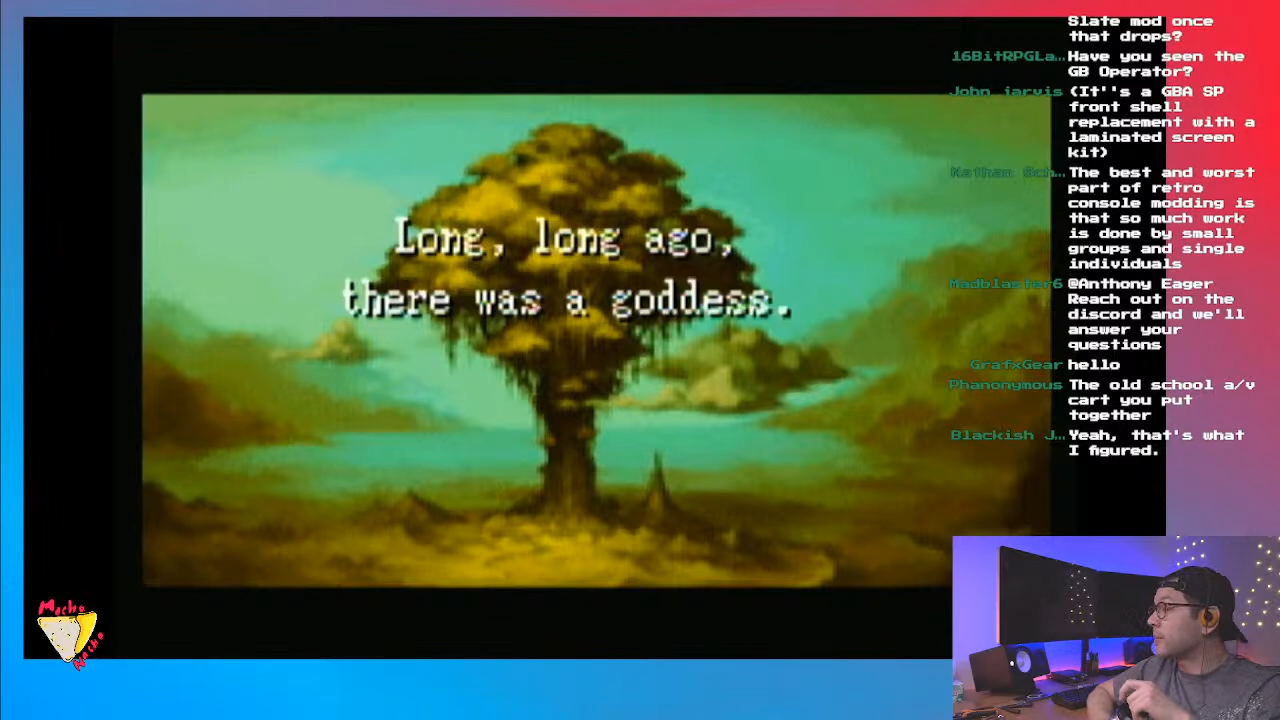 Long, long ago,
there was a goddess.
Slate mod once
that drops?
16BitRPGLa… Have you seen the
GB Operator?
John jarvis (It''s a GBA SP
front shell
replacement with a
laminated screen
kit)
Nathan Sch… The best and worst
part of retro
console modding is
that so much work
is done by small
groups and single
individuals
Madblaster6 @Anthony Eager
Reach out on the
discord and we'll
answer your
questions
GrafxGear hello
Phanonymous The old school a/v
cart you put
together
Blackish J… Yeah, that's what
I figured.
Macho
Nacho